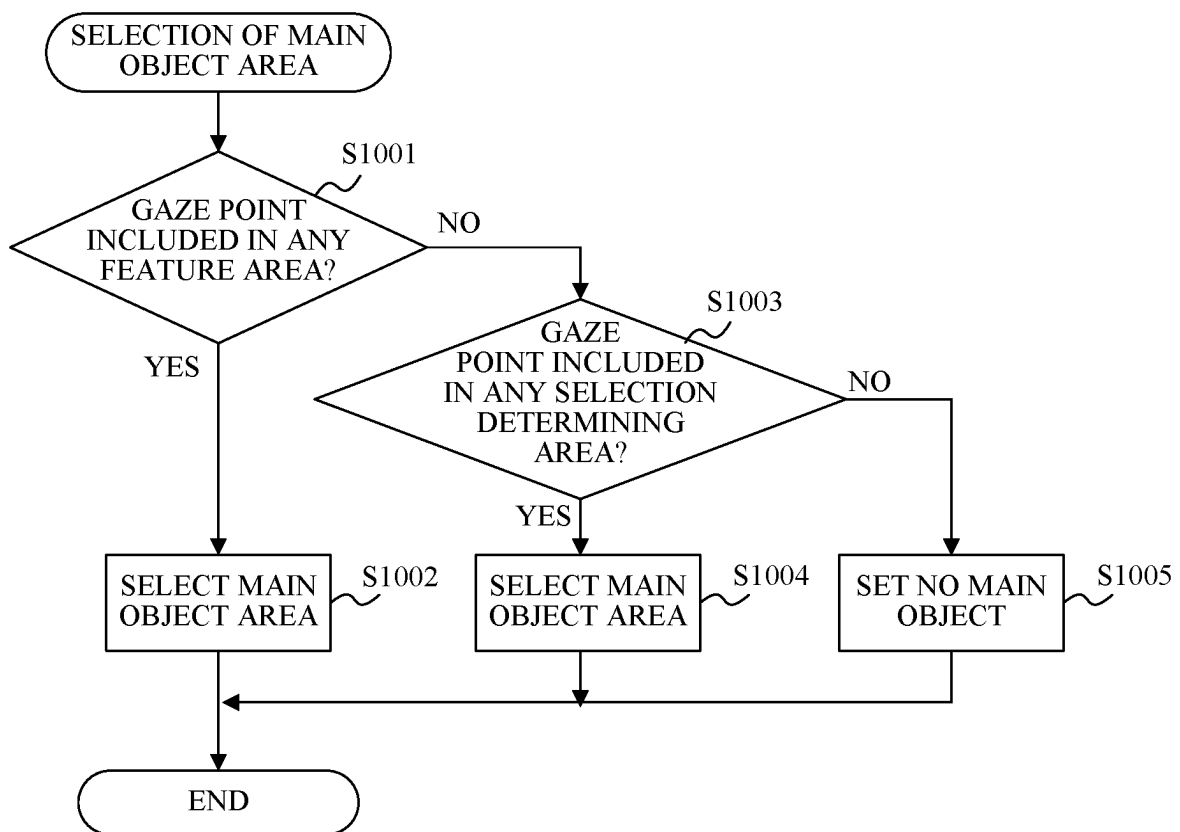 SELECTION OF MAIN
OBJECT AREA
S1001
GAZE POINT
INCLUDED IN ANY
FEATURE AREA?
NO
YES
S1003
GAZE
POINT INCLUDED
IN ANY SELECTION
DETERMINING
AREA?
NO
YES
SELECT MAIN
OBJECT AREA
S1002
SELECT MAIN
OBJECT AREA
S1004
SET NO MAIN
OBJECT
S1005
END